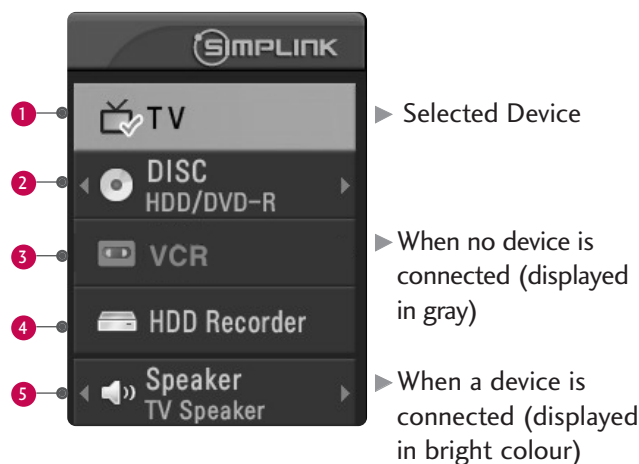 SIMPLINK
1 TV
Selected Device
2 DISC
HDD/DVD-R
3 VCR
When no device is
connected (displayed
in gray)
4 HDD Recorder
5 Speaker
TV Speaker
When a device is
connected (displayed
in bright colour)